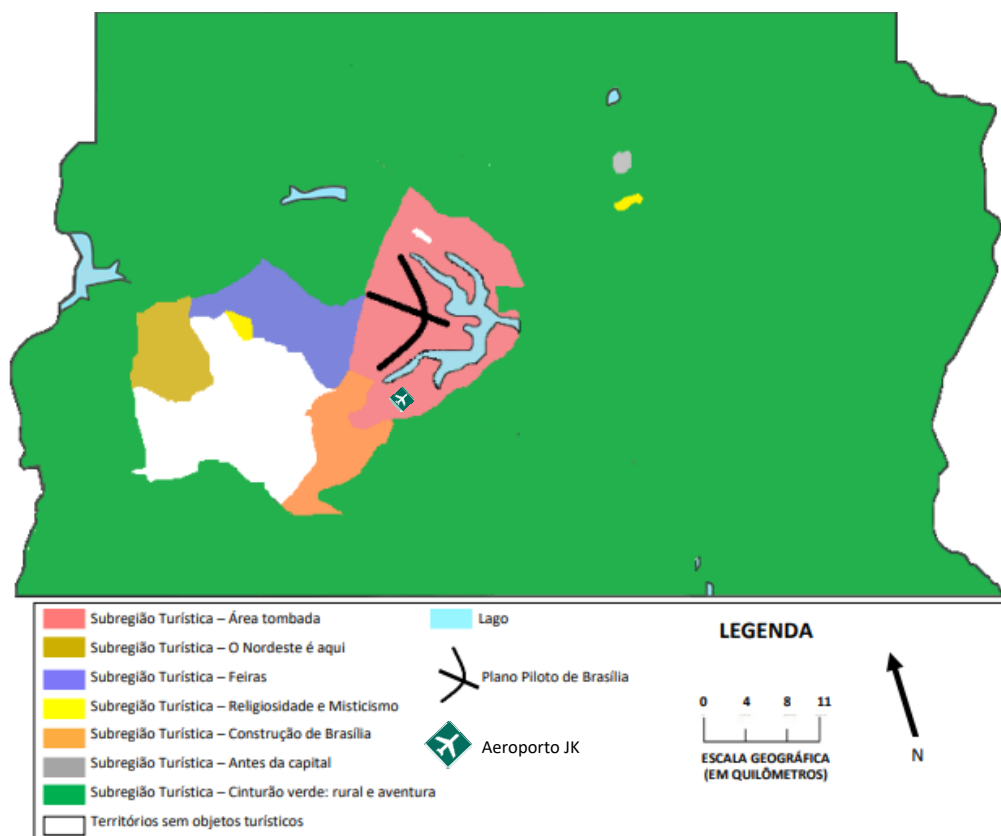 Subregião Turística – Área tombada
Subregião Turística – O Nordeste é aqui
Subregião Turística – Feiras
Subregião Turística – Religiosidade e Misticismo
Subregião Turística – Construção de Brasília
Subregião Turística – Antes da capital
Subregião Turística – Cinturão verde: rural e aventura
Territórios sem objetos turísticos
Lago
Plano Piloto de Brasília
Aeroporto JK
LEGENDA
0 4 8 11
ESCALA GEOGRÁFICA
(EM QUILÔMETROS)
N